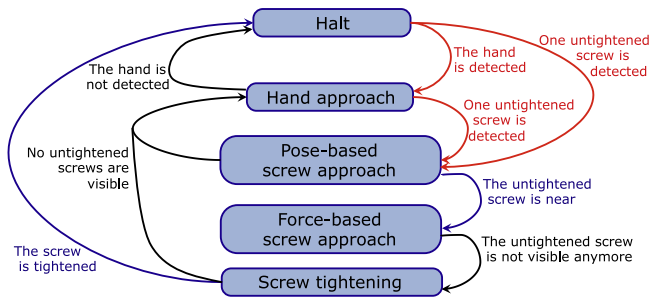 Halt
One untightened
screw is
detected
The hand
is detected
The hand is
not detected
Hand approach
One untightened
screw is
detected
Pose-based
screw approach
No untightened
screws are
visible
The untightened
screw is near
Force-based
screw approach
The untightened screw
is not visible anymore
The screw
is tightened
Screw tightening